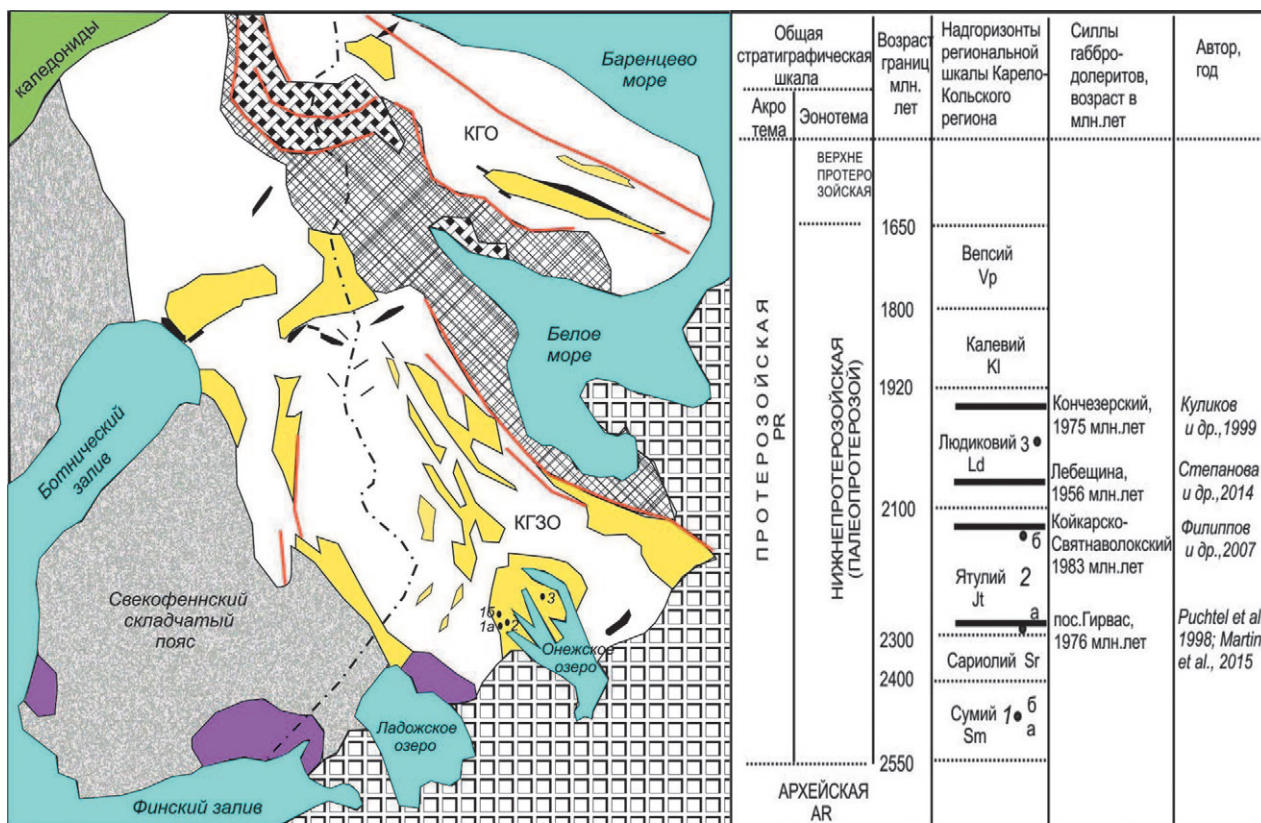 каледониды
Баренцево
море
КГО
Белое
море
Ботнический
залив
КГЗО
Свекофеннский
складчатый
пояс
1б
1а
2
3
Онежское
озеро
Ладожское
озеро
Финский залив
Общая
стратиграфическая
шкала
Акро
тема
Эонотема
Возраст
границ
млн.
лет
Надгоризонты
региональной
шкалы Карело-
Кольского
региона
Силлы
габбро-
долеритов,
возраст в
млн.лет
Автор,
год
ПРОТЕРОЗОЙСКАЯ
PR
ВЕРХНЕ
ПРОТЕРО
ЗОЙСКАЯ
НИЖНЕПРОТЕРОЗОЙСКАЯ
(ПАЛЕОПРОТЕРОЗОЙ)
1650
Вепсий
Vp
1800
Калевий
Kl
1920
Кончезерский,
1975 млн.лет
Куликов
и др.,1999
Людиковий 3
Ld
Лебещина,
1956 млн.лет
Степанова
и др.,2014
2100
Койкарско-
Святнаволокский
1983 млн.лет
Филиппов
и др.,2007
б
Ятулий 2
Jt
а
пос.Гирвас,
1976 млн.лет
Puchtel et al
1998; Martin
et al., 2015
2300
Сариолий Sr
2400
Сумий 1 б
Sm а
2550
АРХЕЙСКАЯ
AR